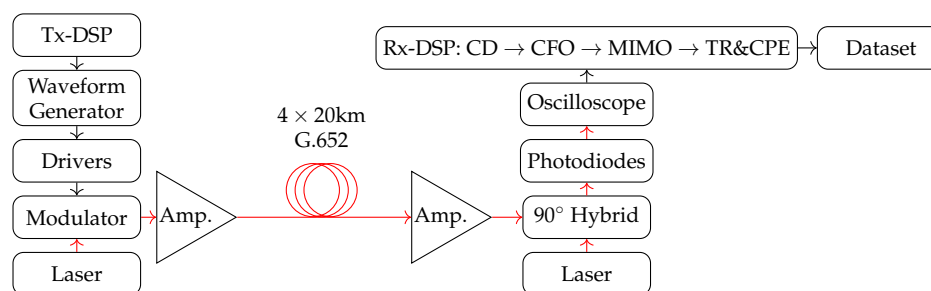 Tx-DSP
Waveform
Generator
Drivers
Modulator
Laser
Amp.
4 × 20km
G.652
Amp.
Rx-DSP: CD → CFO → MIMO → TR&CPE
Dataset
Oscilloscope
Photodiodes
90° Hybrid
Laser